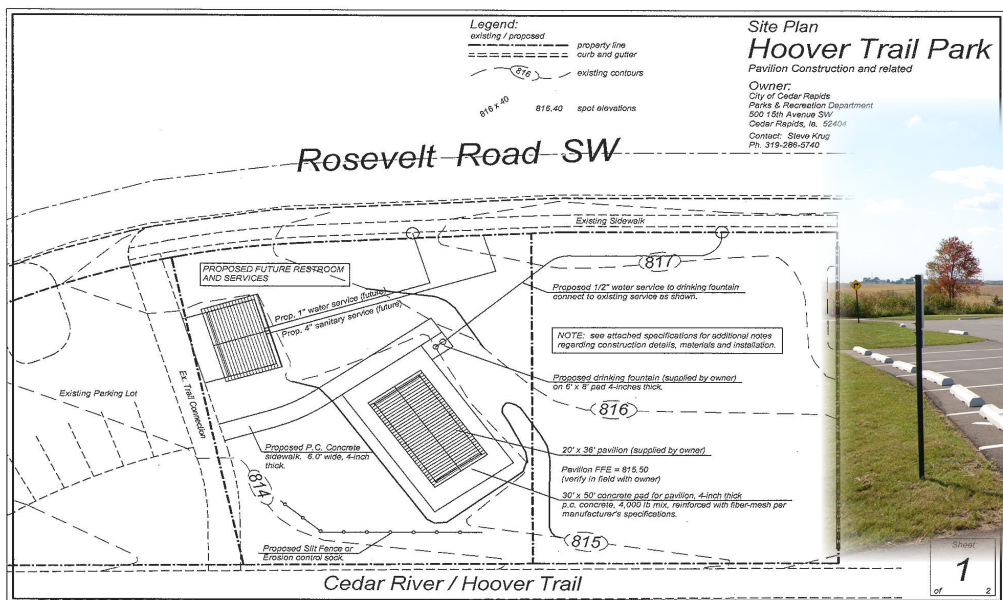 Legend:
existing / proposed
property line
curb and gutter
816
existing contours
816 x 40
816.40
spot elevations
Site Plan
Hoover Trail Park
Pavilion Construction and related
Owner:
City of Cedar Rapids
Parks & Recreation Department
500 15th Avenue SW
Cedar Rapids, Ia. 52404
Contact: Steve Krug
Ph. 319-286-5740
Rosevelt Road SW
Existing Sidewalk
817
PROPOSED FUTURE RESTROOM
AND SERVICES
Prop. 1" water service (future)
Prop. 4" sanitary service (future)
Proposed 1/2" water service to drinking fountain
connect to existing service as shown.
NOTE: see attached specifications for additional notes
regarding construction details, materials and installation.
Proposed drinking fountain (supplied by owner)
on 6' x 8' pad 4-inches thick.
816
Existing Parking Lot
Ex. Trail Connection
Proposed P.C. Concrete
sidewalk, 6.0' wide, 4-inch
thick.
20' x 36' pavilion (supplied by owner)
Pavilion FFE = 815.50
(verify in field with owner)
30' x 50' concrete pad for pavilion, 4-inch thick
p.c. concrete, 4,000 lb mix, reinforced with fiber-mesh per
manufacturer's specifications.
814
815
Proposed Silt Fence or
Erosion control sock.
Cedar River / Hoover Trail
Sheet
1
of 2